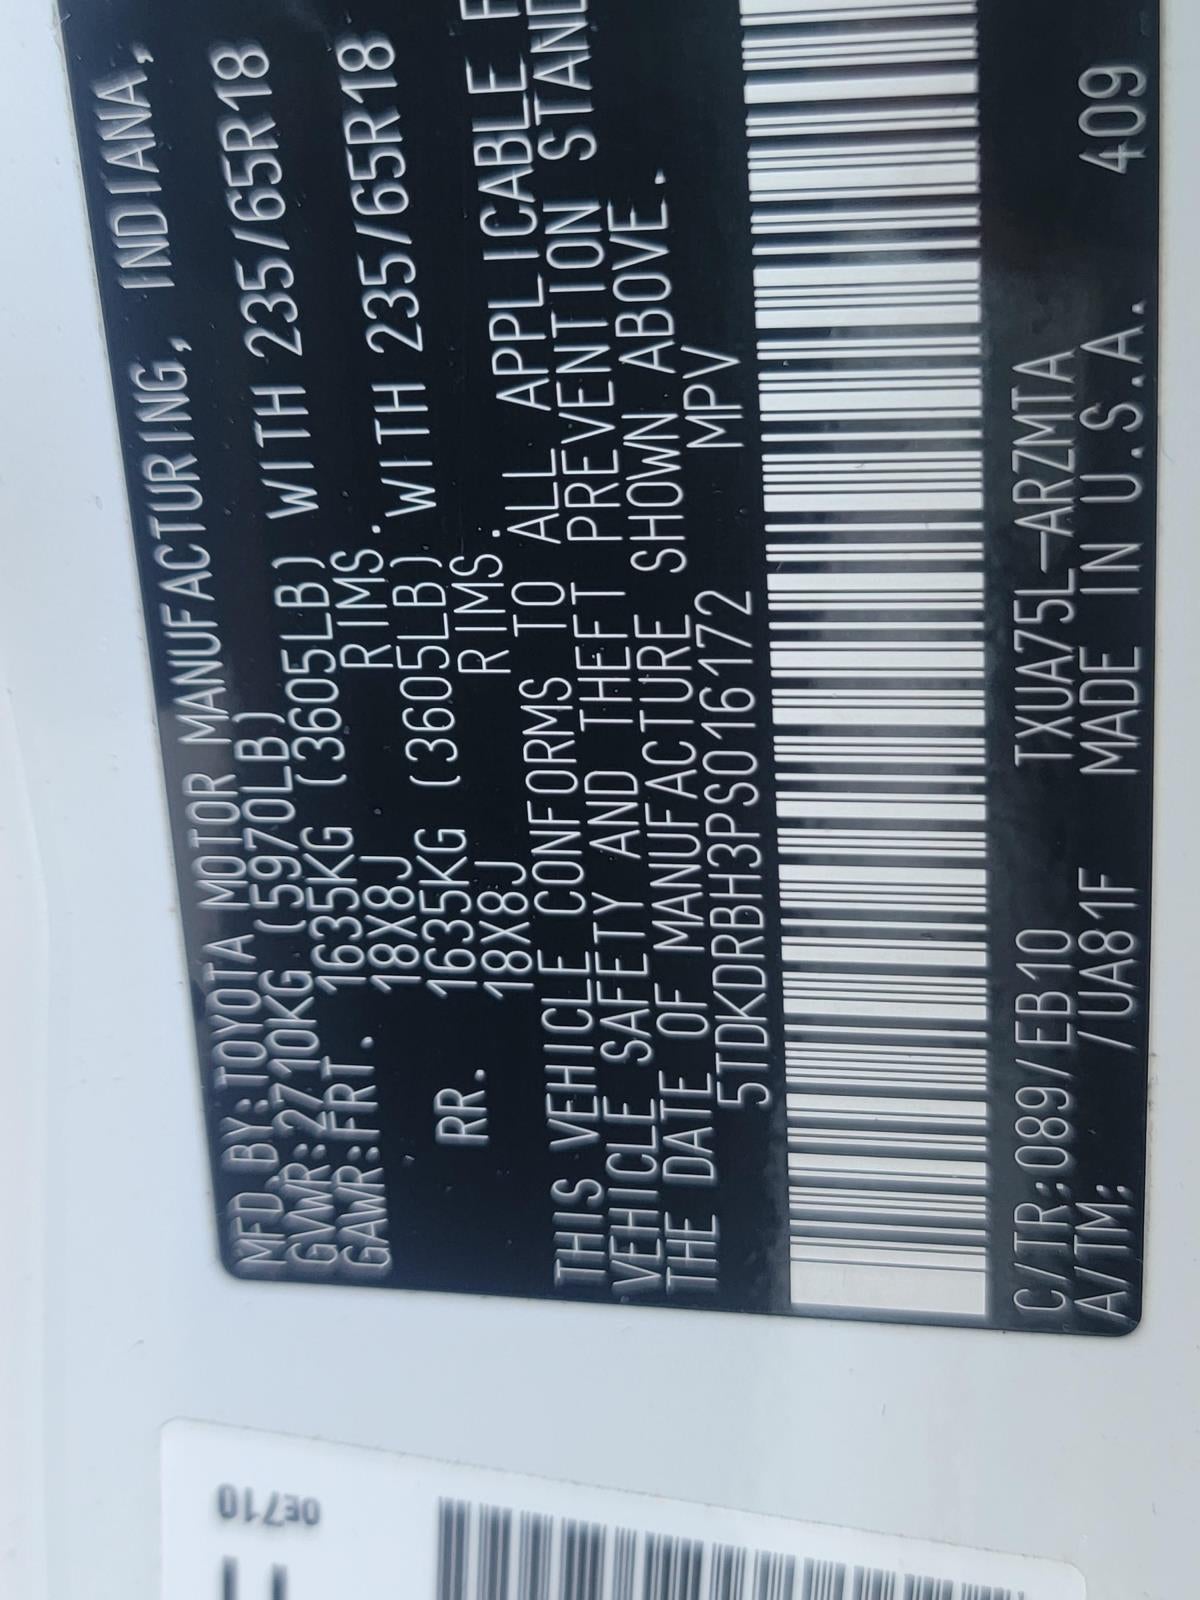 MFD.BY:TOYOTA MOTOR MANUFACTURING, INDIANA,
GVWR:2710KG (5970LB)
GAWR:FRT. 1635KG (3605LB) WITH 235/65R18
18X8J RIMS.
RR. 1635KG (3605LB) WITH 235/65R18
18X8J RIMS.
THIS VEHICLE CONFORMS TO ALL APPLICABLE F
VEHICLE SAFETY AND THEFT PREVENTION STAND
THE DATE OF MANUFACTURE SHOWN ABOVE.
5TDKDRBH3PS016172 MPV
C/TR:089/EB10 TXUA75L-ARZMTA
A/TM: /UA81F MADE IN U.S.A. 409
0E710